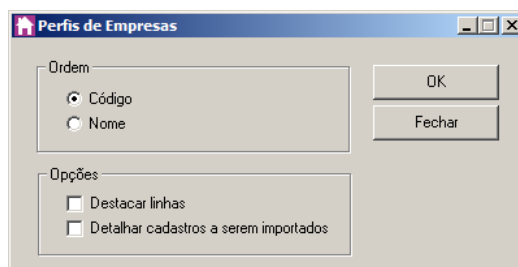 Perfis de Empresas
Ordem
Código
Nome
OK
Fechar
Opções
Destacar linhas
Detalhar cadastros a serem importados